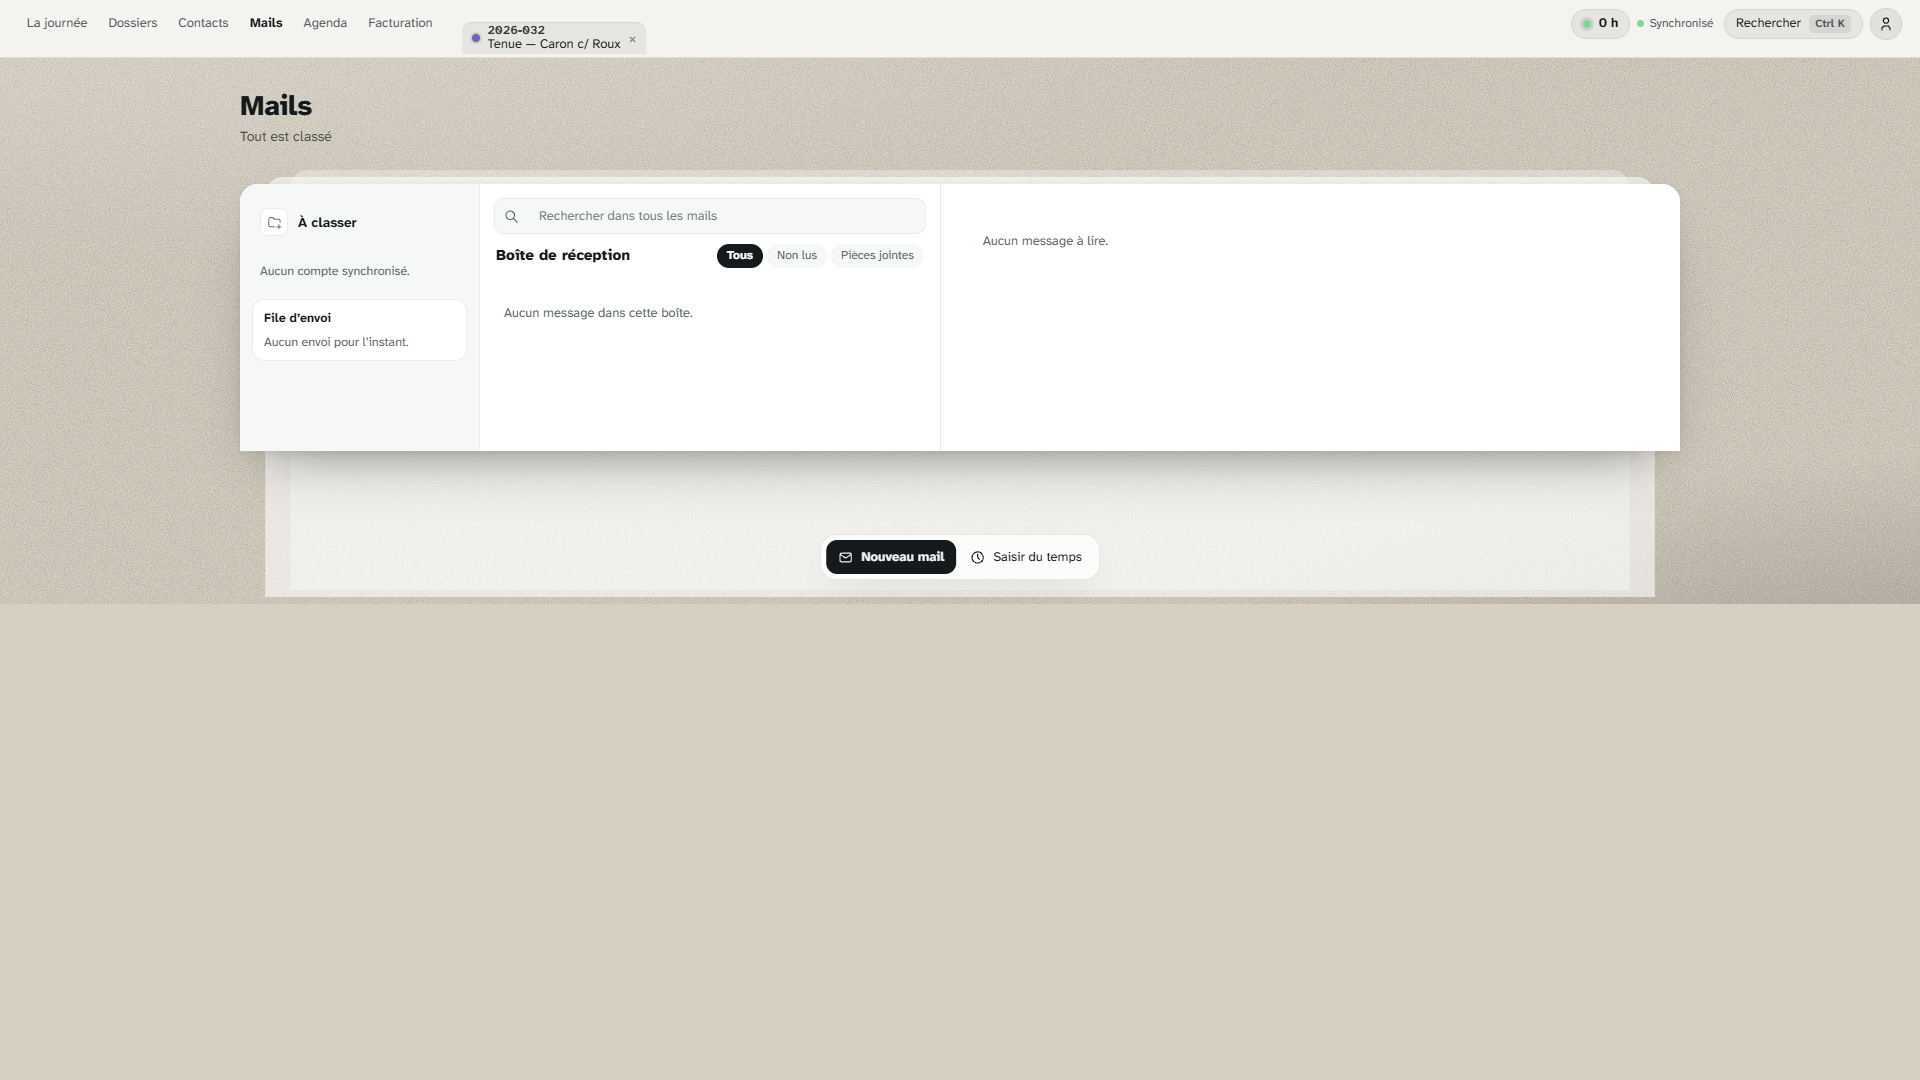 La journée
Dossiers
Contacts
Mails
Agenda
Facturation
2026-032
Tenue — Caron c/ Roux ×
0 h
Synchronisé
Rechercher Ctrl K
Mails
Tout est classé
À classer
Aucun compte synchronisé.
File d’envoi
Aucun envoi pour l’instant.
Rechercher dans tous les mails
Boîte de réception
Tous
Non lus
Pièces jointes
Aucun message dans cette boîte.
Aucun message à lire.
Nouveau mail
Saisir du temps